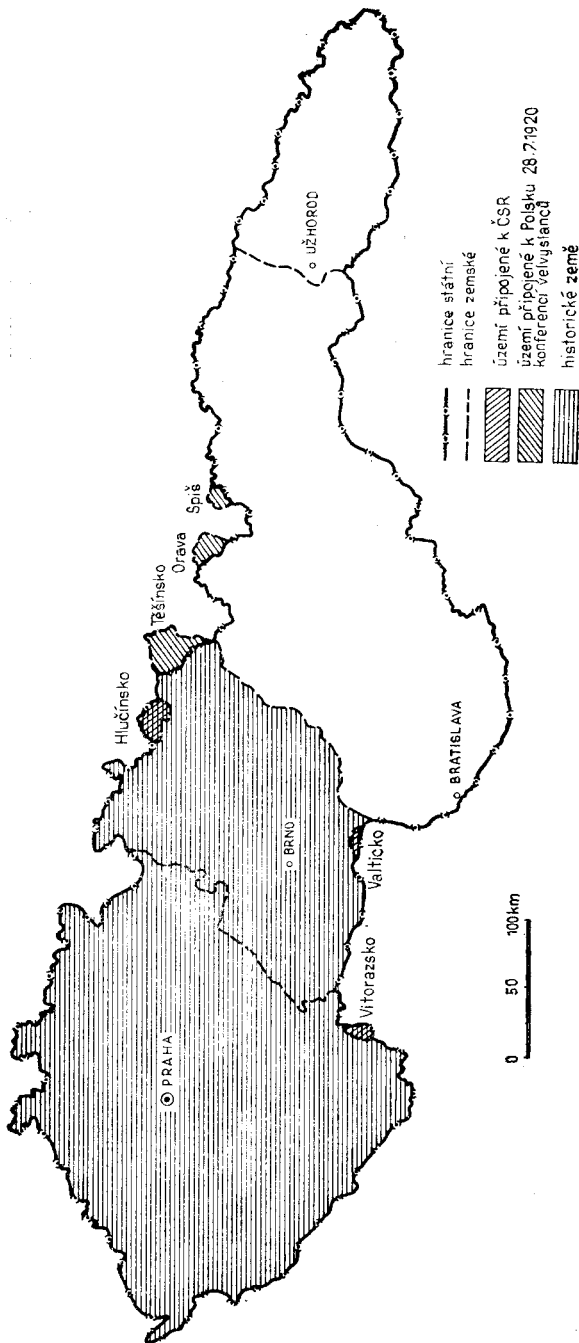 Hlučínsko
Těšínsko
Orava
Spiš
PRAHA
BRNO
UŽHOROD
Vitorazsko
Valticko
BRATISLAVA
0 50 100km
hranice státní
hranice zemské
území připojené k ČSR
území připojené k Polsku 28.7.1920
konferencí velvyslanců
historické země